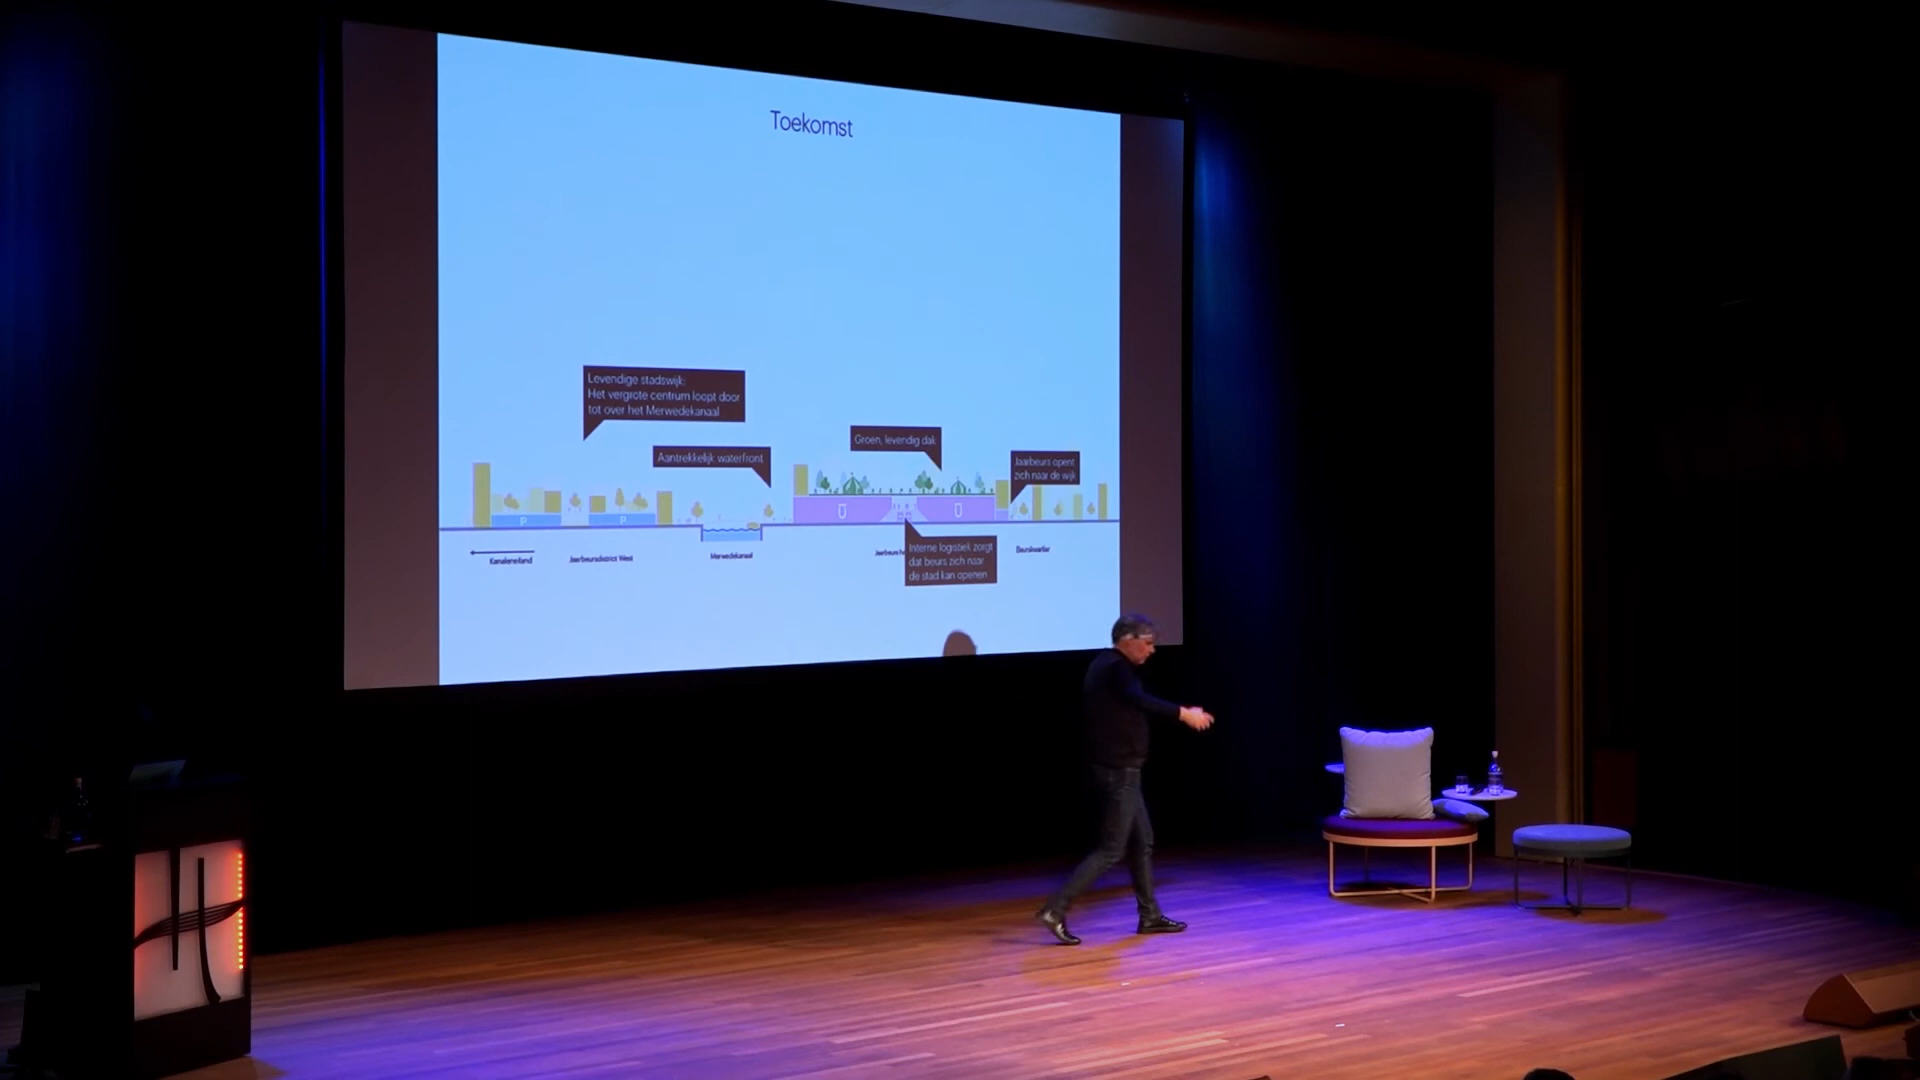 Toekomst
Levendige stadswijk:
Het vergrote centrum loopt door
tot over het Merwedekanaal
Aantrekkelijk waterfront
Groen, levendig dak
Jaarbeurs opent
zich naar de wijk
P
P
Interne logistiek zorgt
dat beurs zich naar
de stad kan openen
Kanaleneiland
Jaarbeursdistrict West
Merwedekanaal
Jaarbeurs
Beurskwartier